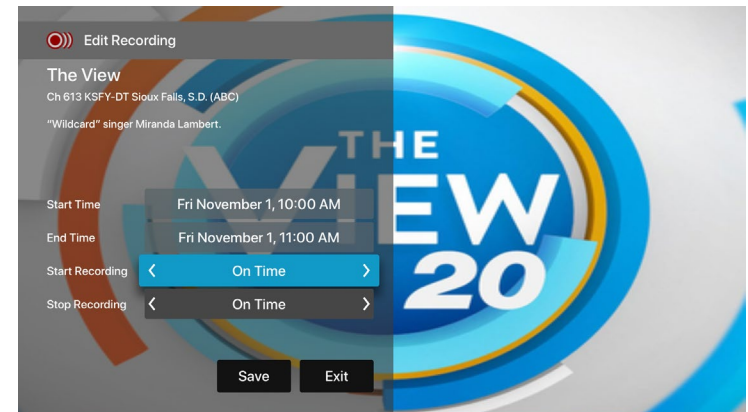 Edit Recording
The View
Ch 613 KSFY-DT Sioux Falls, S.D. (ABC)
“Wildcard” singer Miranda Lambert.
Start Time
Fri November 1, 10:00 AM
End Time
Fri November 1, 11:00 AM
Start Recording
On Time
Stop Recording
On Time
Save
Exit
THE
VIEW
20